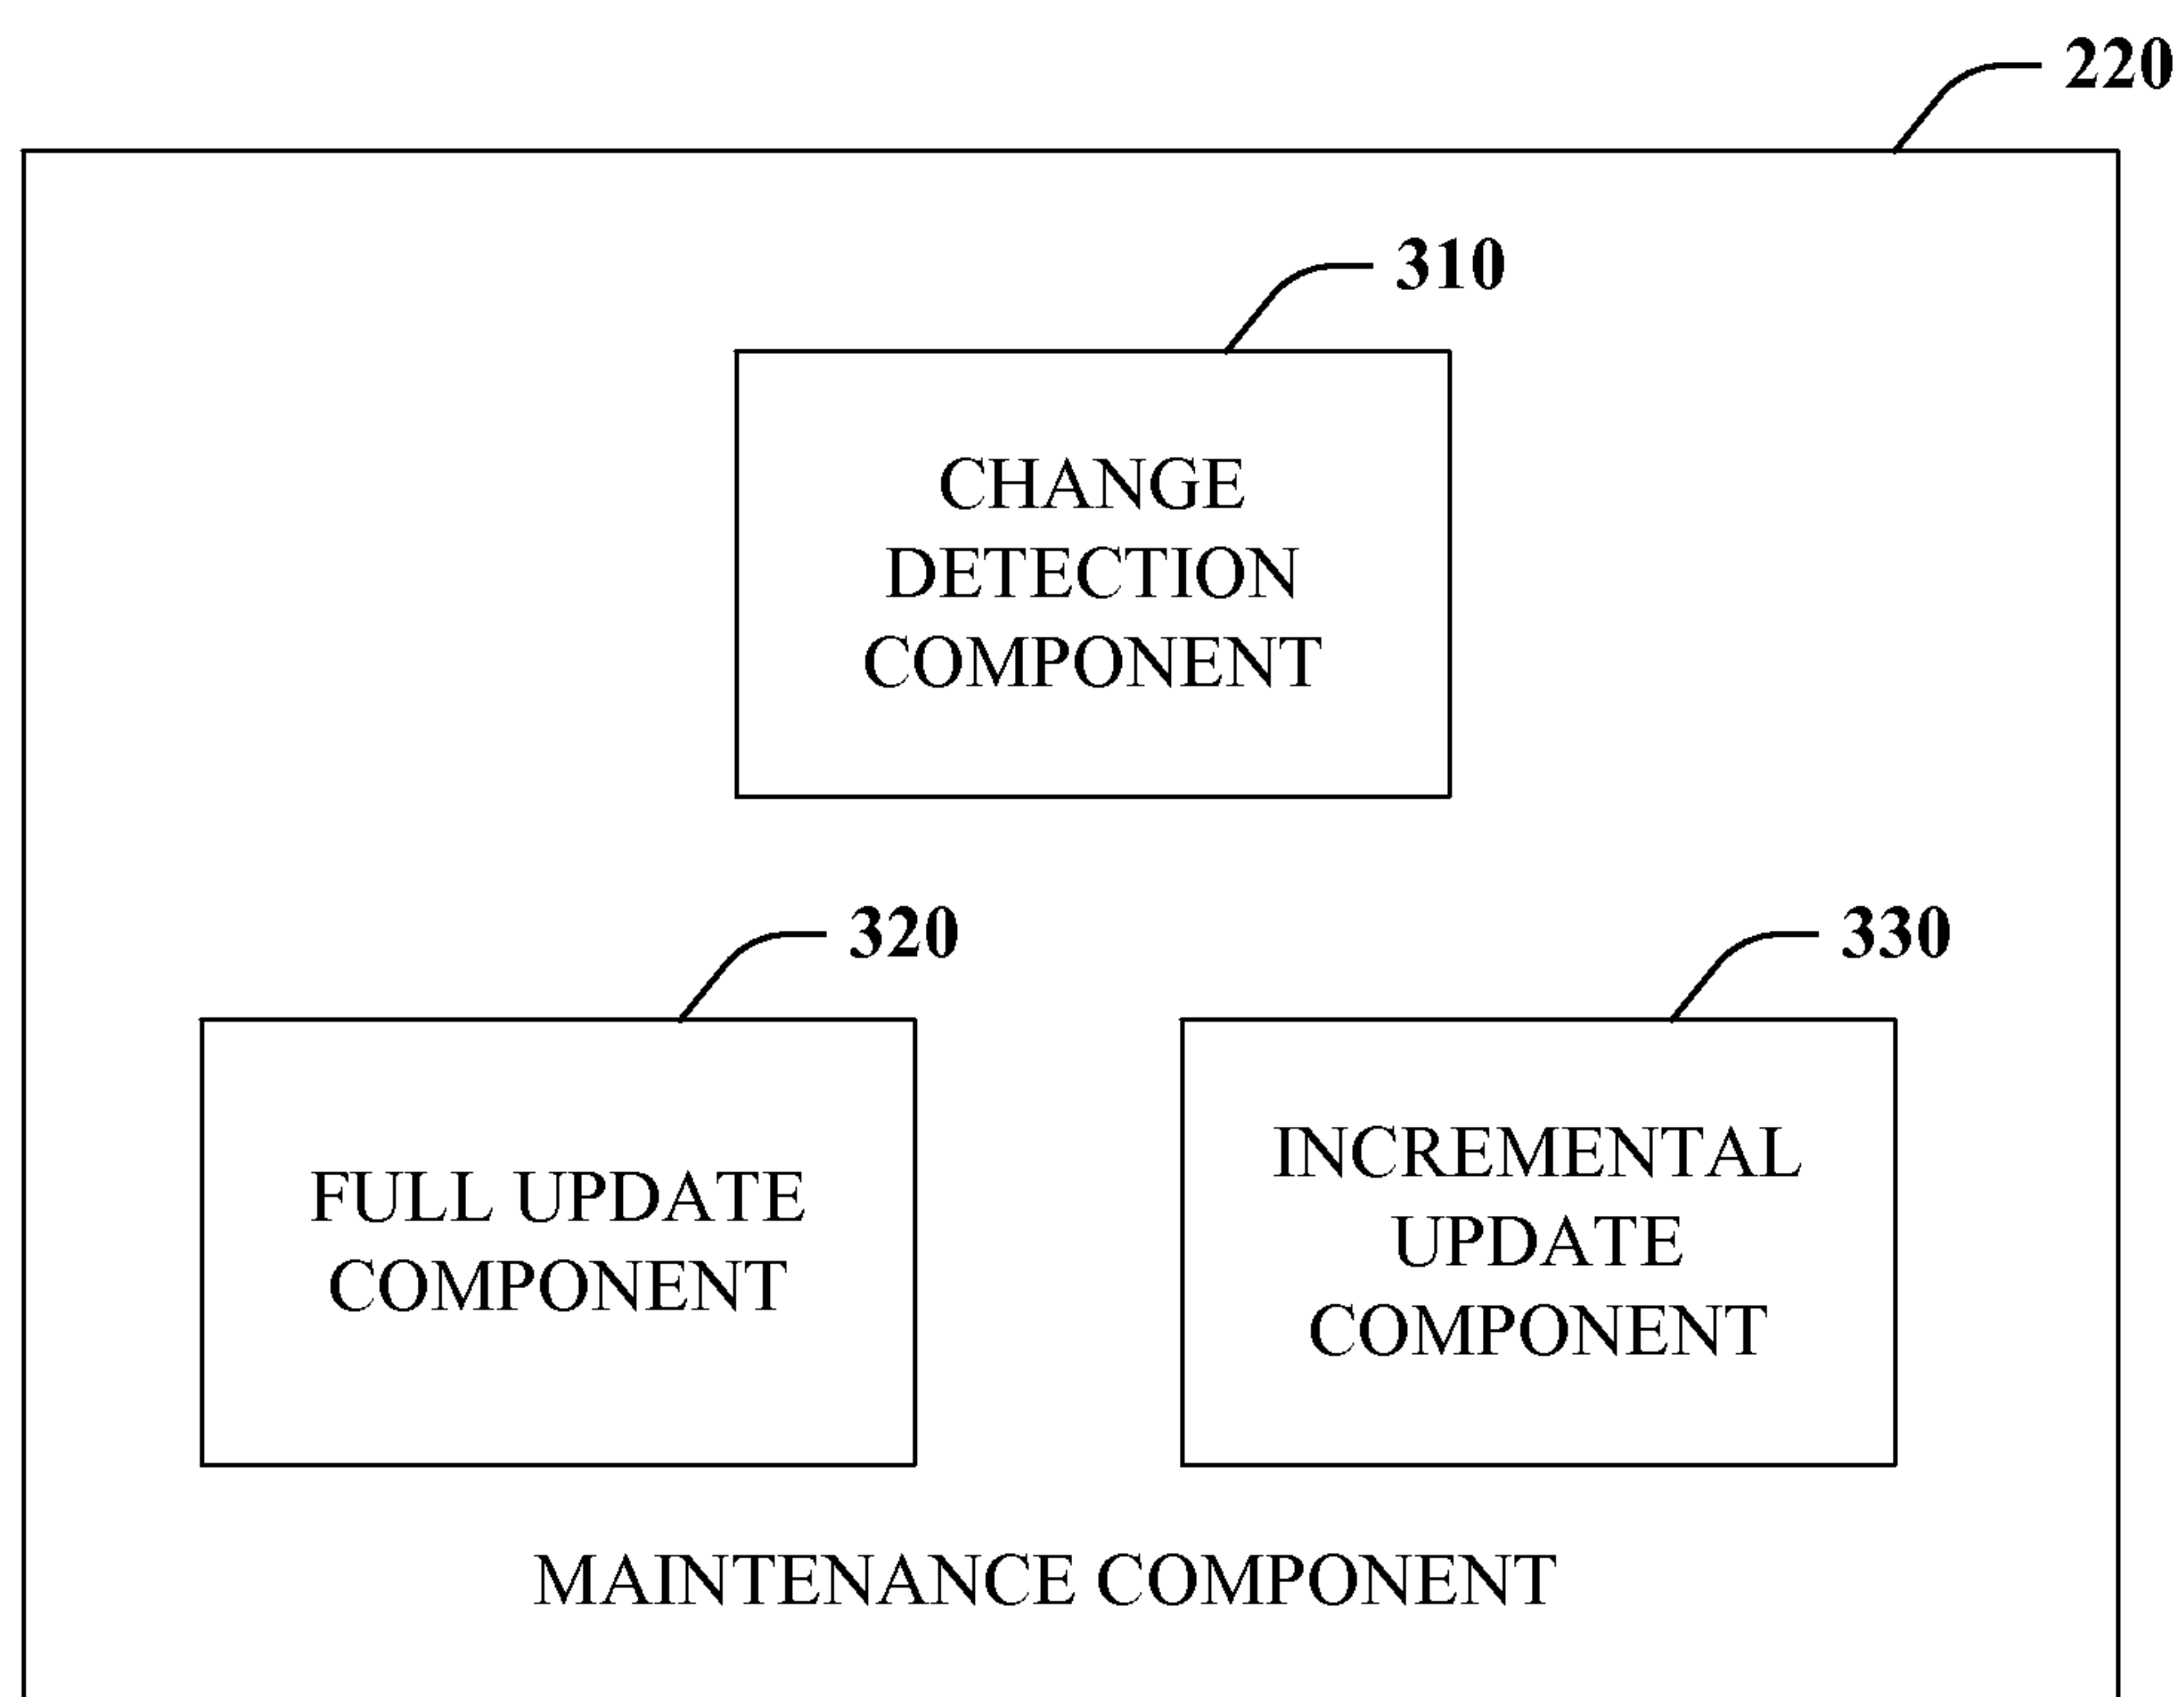 220
310
CHANGE
DETECTION
COMPONENT
320
330
FULL UPDATE
COMPONENT
INCREMENTAL
UPDATE
COMPONENT
MAINTENANCE COMPONENT